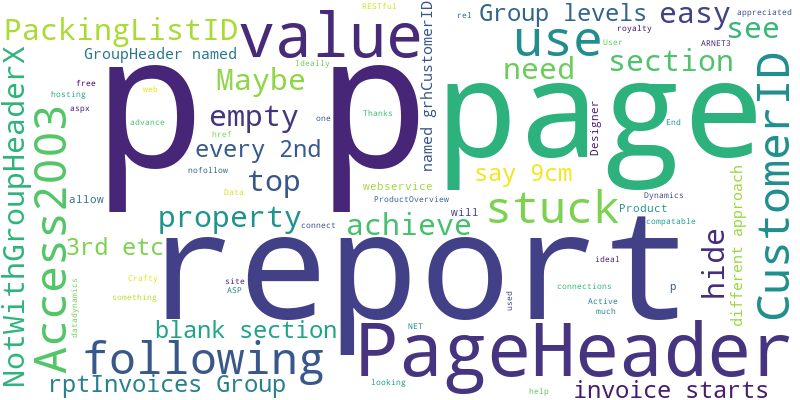 PackingListID
GroupHeader named
value
RESTful
Group levels
rel
easy
appreciated
royalty
see
User
ARNET3
use
need
section
Maybe
Ideally
NotWithGroupHeaderX
free
hosting
aspx
web
advance
p
p
page
empty
one
Thanks
named grhCustomerID
Designer
End
CustomerID
href
every 2nd
nofollow
Data
top
say 9cm
webservice
ProductOverview
Access2003
allow
property
connect
achieve
will
stuck
Product
Dynamics
compatable
3rd etc
report
hide
different approach
site
ASP
ideal
p
Crafty
something
datadynamics
used
connections
Active
much
blank section
NET
following
PageHeader
rptInvoices Group
looking
help
invoice starts